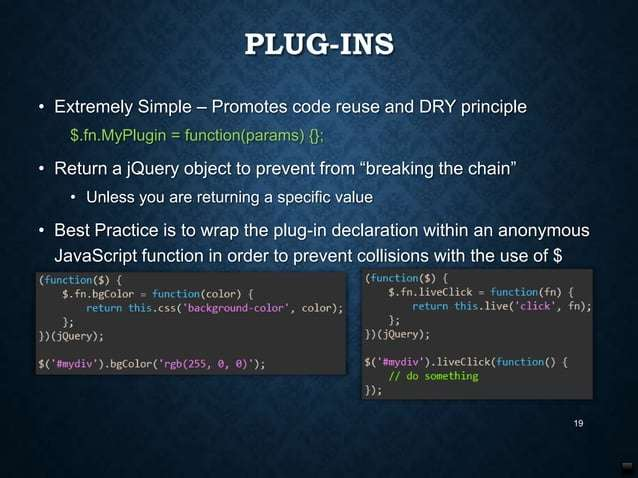 PLUG-INS
• Extremely Simple – Promotes code reuse and DRY principle
$.fn.MyPlugin = function(params) {};
• Return a jQuery object to prevent from “breaking the chain”
• Unless you are returning a specific value
• Best Practice is to wrap the plug-in declaration within an anonymous
JavaScript function in order to prevent collisions with the use of $
(function($) {
    $.fn.bgColor = function(color) {
        return this.css('background-color', color);
    };
})(jQuery);

$('#mydiv').bgColor('rgb(255, 0, 0)');
(function($) {
    $.fn.liveClick = function(fn) {
        return this.live('click', fn);
    };
})(jQuery);

$('#mydiv').liveClick(function() {
    // do something
});
19